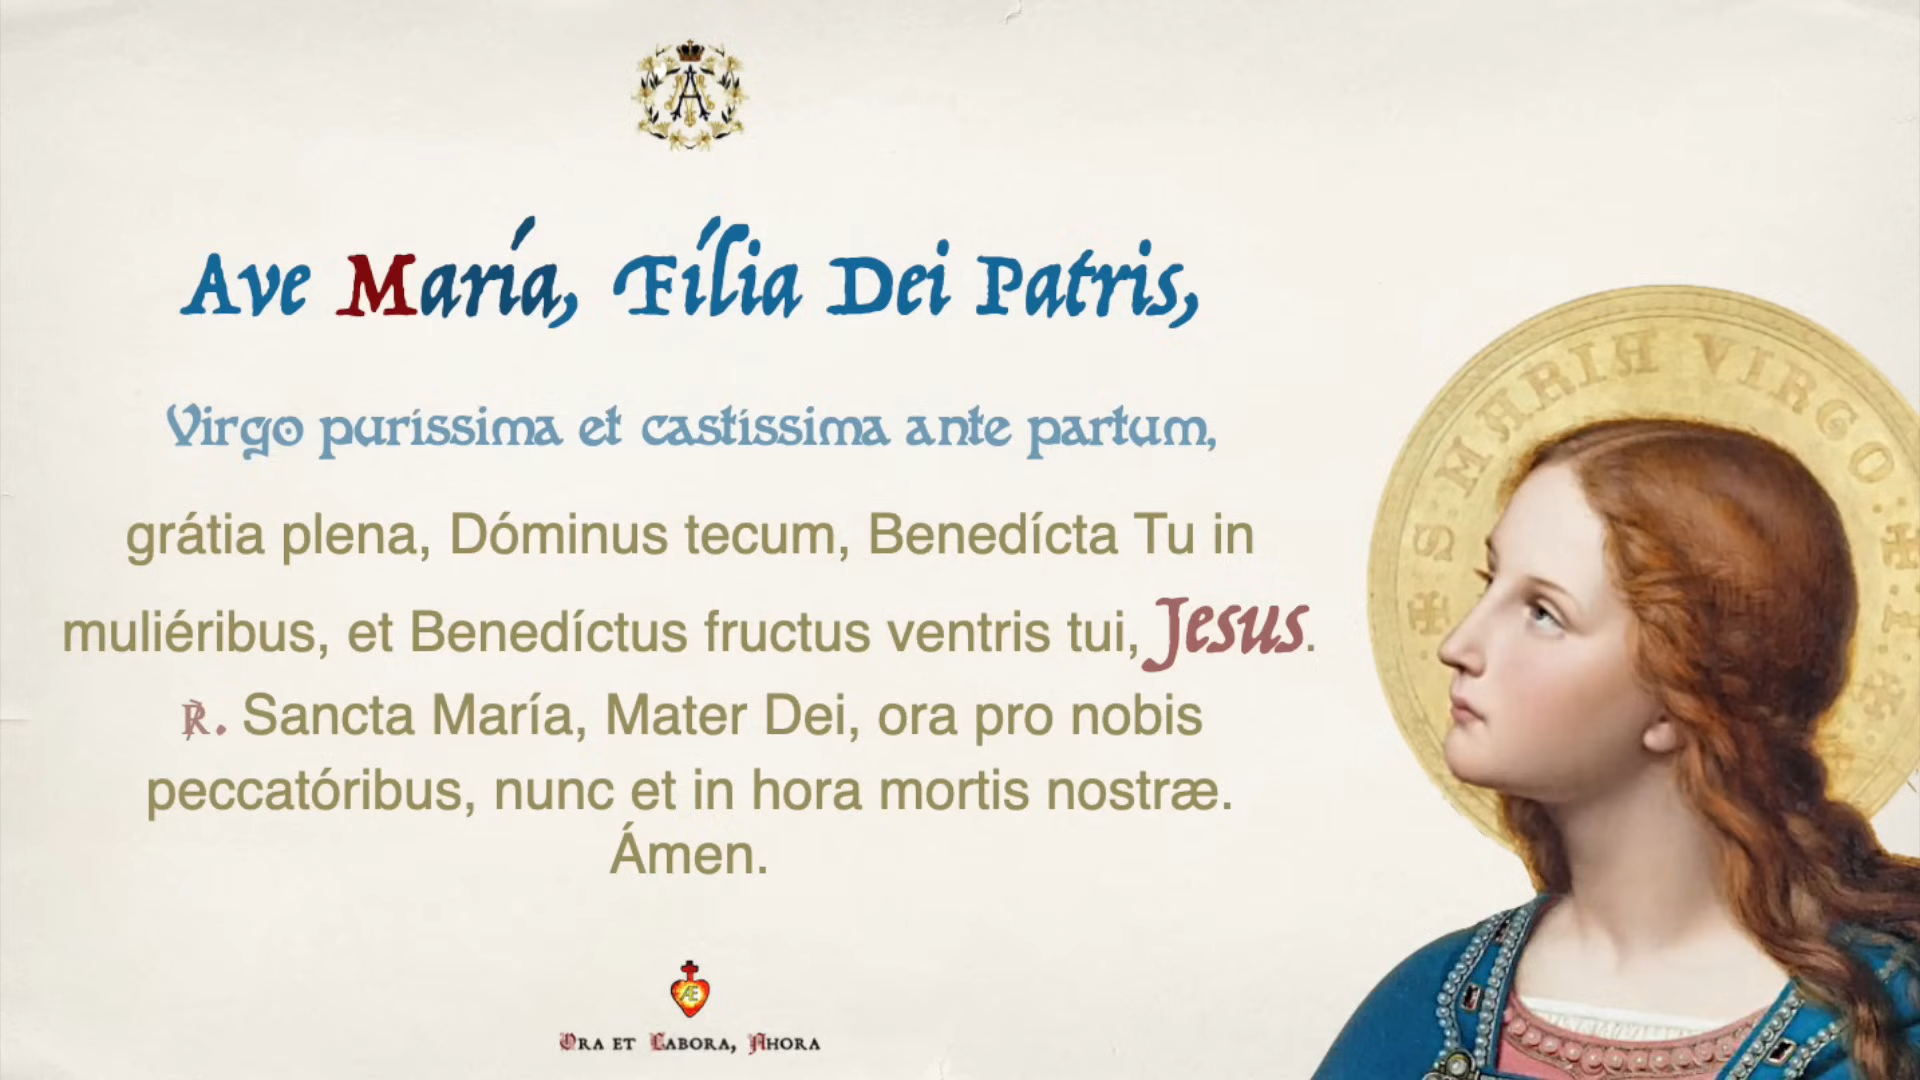 A
Ave María, Fília Dei Patris,
Virgo puríssima et castíssima ante partum,
grátia plena, Dóminus tecum, Benedícta Tu in
muliéribus, et Benedíctus fructus ventris tui, Jesus.
℟. Sancta María, Mater Dei, ora pro nobis
peccatóribus, nunc et in hora mortis nostræ.
Ámen.
S MARIA VIRGO
Æ
Ora et Labora, Ahora